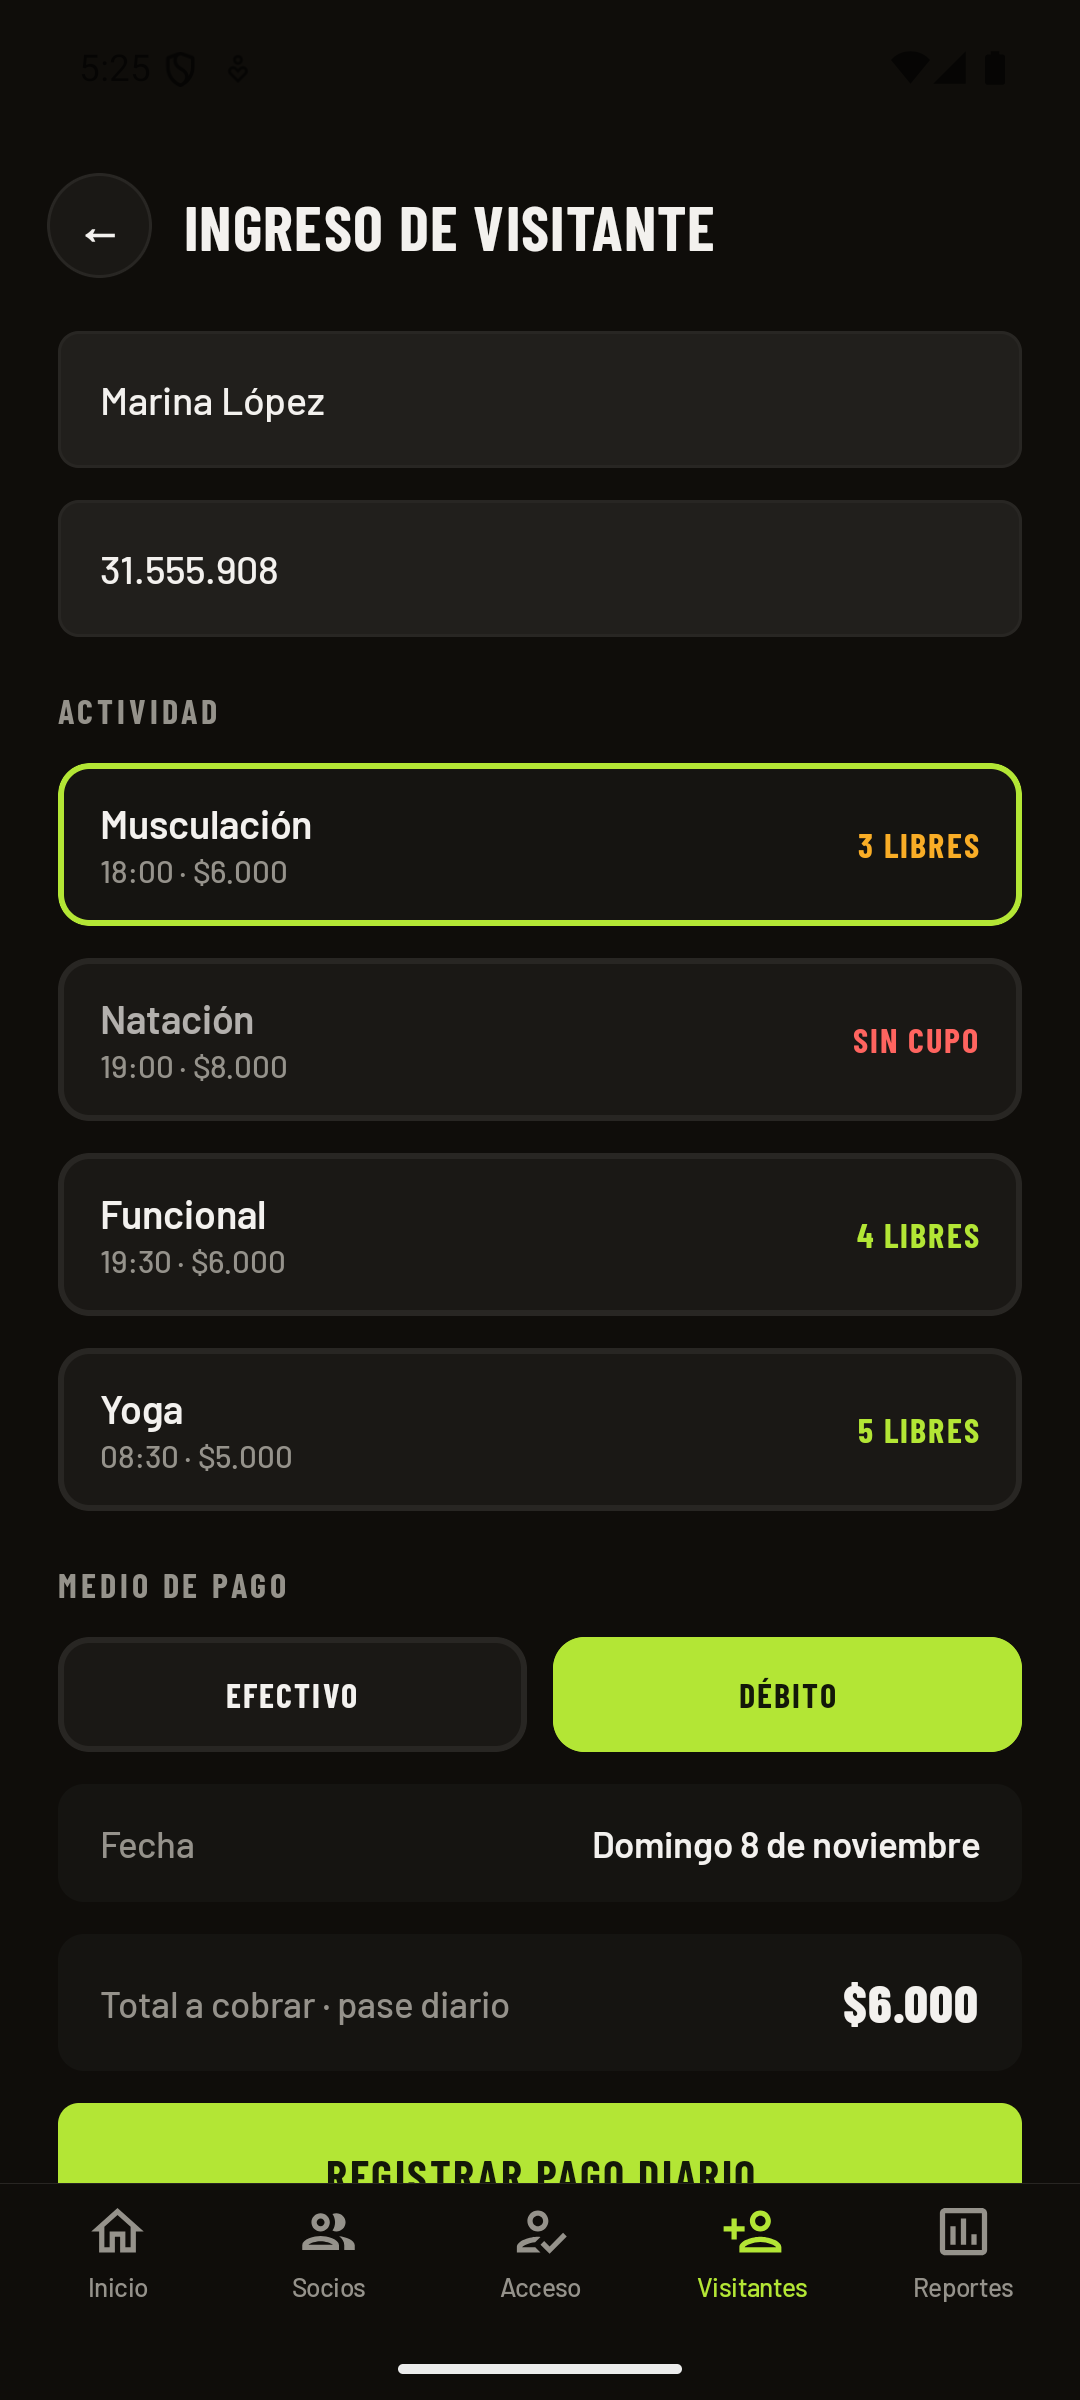 5:25
←
INGRESO DE VISITANTE
Marina López
31.555.908
ACTIVIDAD
Musculación
18:00 · $6.000
3 LIBRES
Natación
19:00 · $8.000
SIN CUPO
Funcional
19:30 · $6.000
4 LIBRES
Yoga
08:30 · $5.000
5 LIBRES
MEDIO DE PAGO
EFECTIVO
DÉBITO
Fecha
Domingo 8 de noviembre
Total a cobrar · pase diario
$6.000
REGISTRAR PAGO DIARIO
Inicio
Socios
Acceso
Visitantes
Reportes